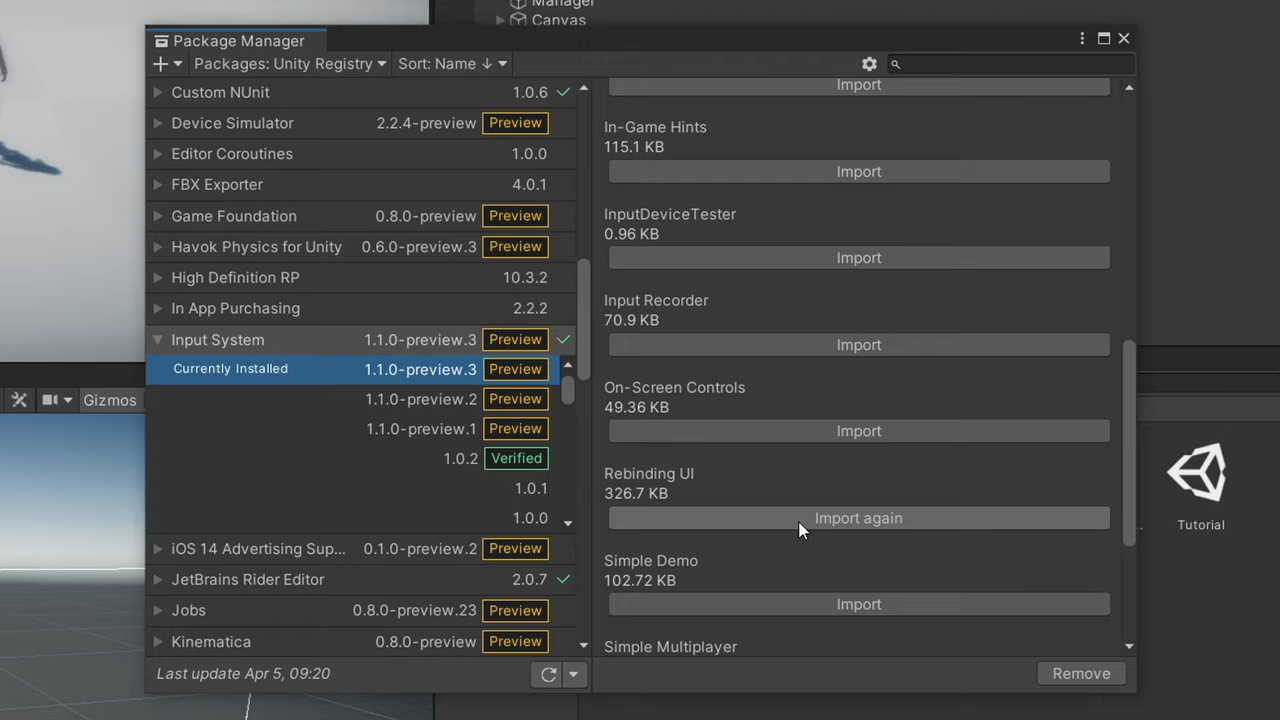 Manager
Canvas
Package Manager
Packages: Unity Registry
Sort: Name ↓
Custom NUnit 1.0.6
Device Simulator 2.2.4-preview Preview
Editor Coroutines 1.0.0
FBX Exporter 4.0.1
Game Foundation 0.8.0-preview Preview
Havok Physics for Unity 0.6.0-preview.3 Preview
High Definition RP 10.3.2
In App Purchasing 2.2.2
Input System 1.1.0-preview.3 Preview
Currently Installed 1.1.0-preview.3 Preview
1.1.0-preview.2 Preview
1.1.0-preview.1 Preview
1.0.2 Verified
1.0.1
1.0.0
iOS 14 Advertising Sup... 0.1.0-preview.2 Preview
JetBrains Rider Editor 2.0.7
Jobs 0.8.0-preview.23 Preview
Kinematica 0.8.0-preview Preview
Last update Apr 5, 09:20
Import
In-Game Hints
115.1 KB
Import
InputDeviceTester
0.96 KB
Import
Input Recorder
70.9 KB
Import
On-Screen Controls
49.36 KB
Import
Rebinding UI
326.7 KB
Import again
Simple Demo
102.72 KB
Import
Simple Multiplayer
Remove
Gizmos
...
Tutorial